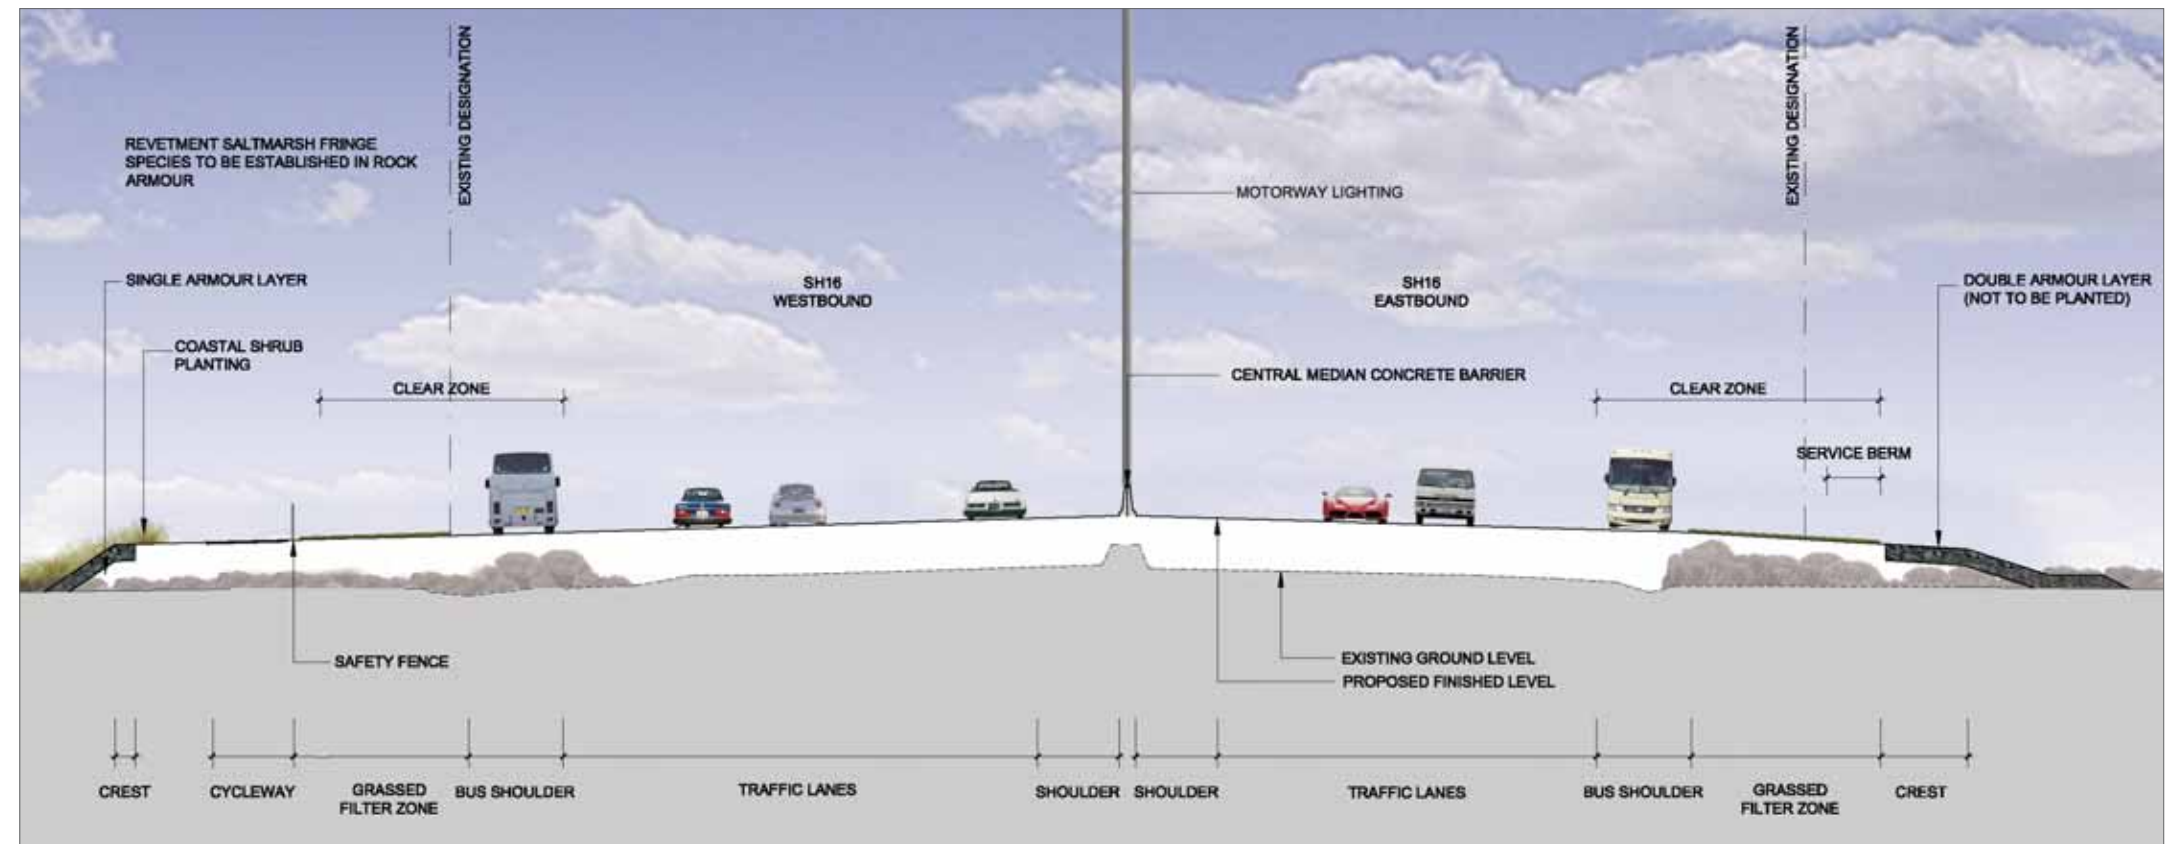 EXISTING DESIGNATION
EXISTING DESIGNATION
REVETMENT SALTMARSH FRINGE
SPECIES TO BE ESTABLISHED IN ROCK
ARMOUR
MOTORWAY LIGHTING
SINGLE ARMOUR LAYER
SH16
WESTBOUND
SH16
EASTBOUND
DOUBLE ARMOUR LAYER
(NOT TO BE PLANTED)
COASTAL SHRUB
PLANTING
CLEAR ZONE
CENTRAL MEDIAN CONCRETE BARRIER
CLEAR ZONE
SERVICE BERM
SAFETY FENCE
EXISTING GROUND LEVEL
PROPOSED FINISHED LEVEL
CREST
CYCLEWAY
GRASSED
FILTER ZONE
BUS SHOULDER
TRAFFIC LANES
SHOULDER
SHOULDER
TRAFFIC LANES
BUS SHOULDER
GRASSED
FILTER ZONE
CREST